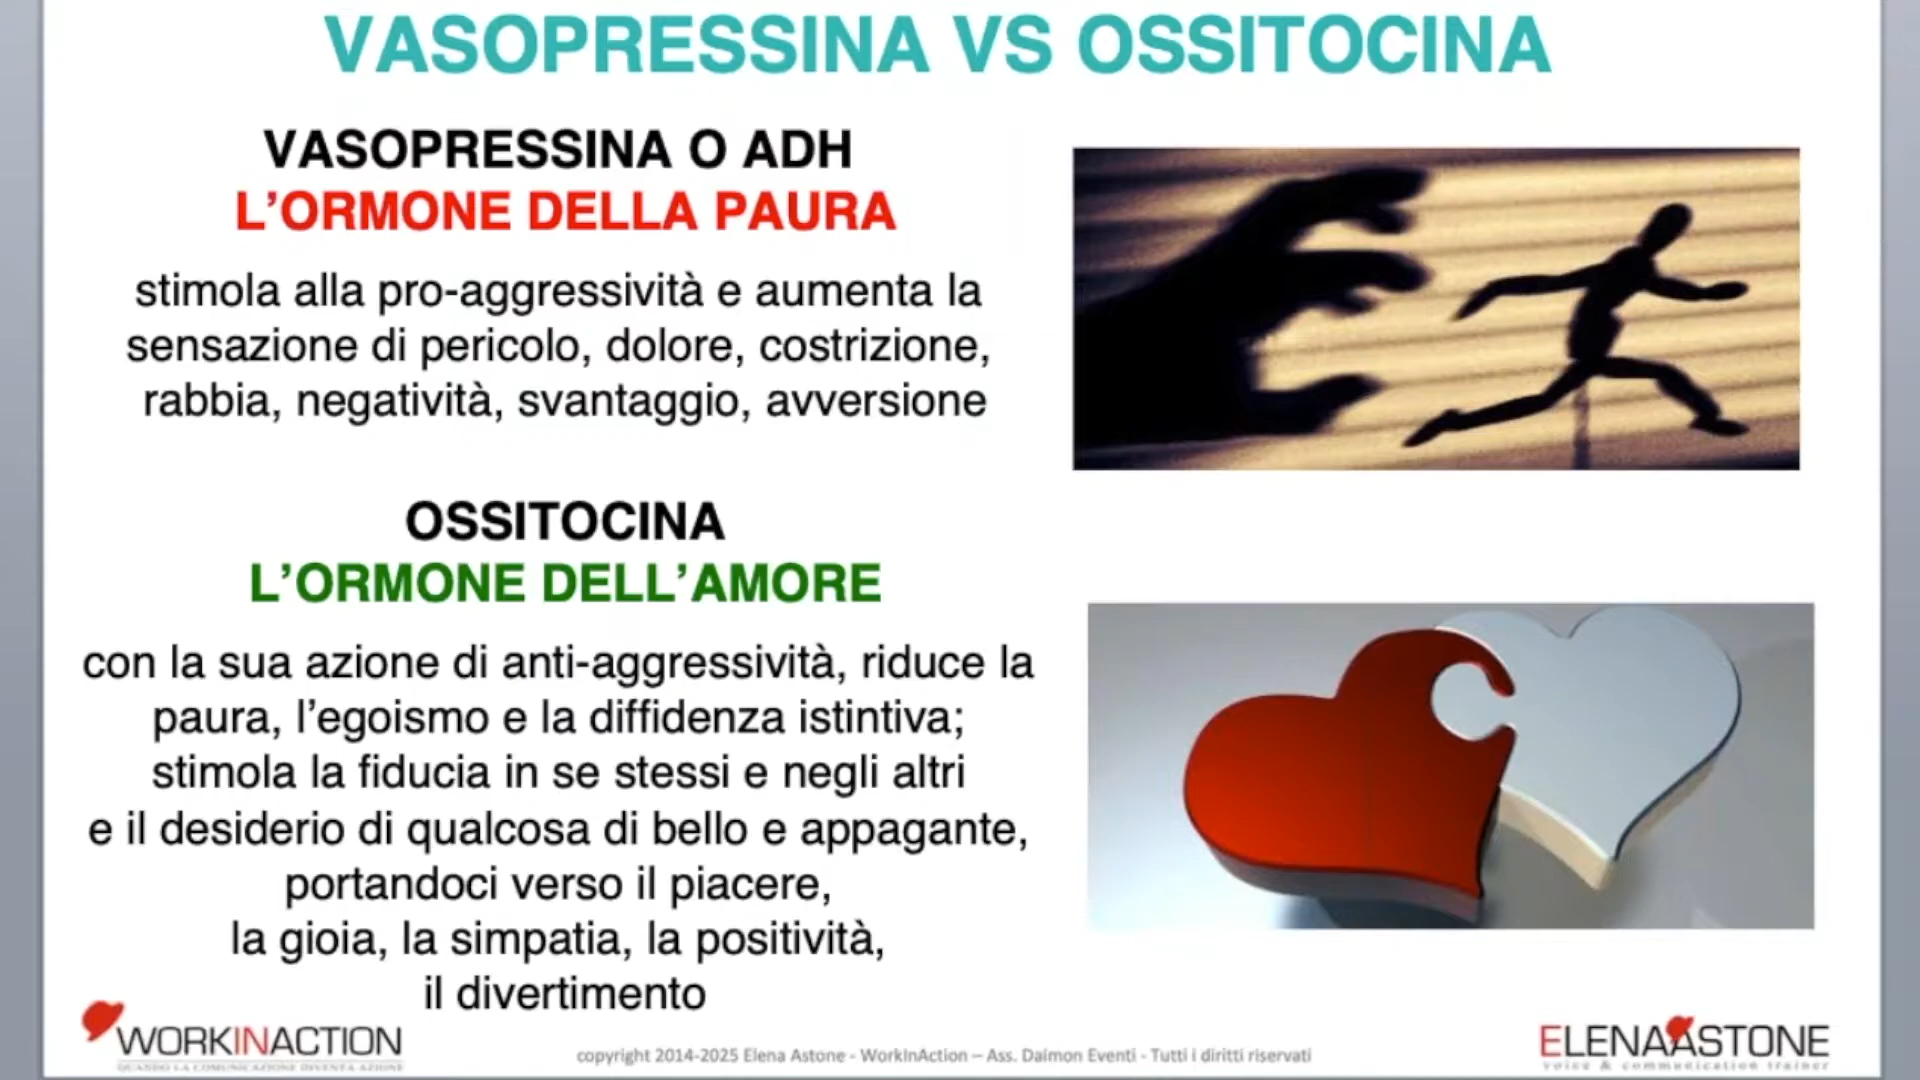 VASOPRESSINA VS OSSITOCINA
VASOPRESSINA O ADH
L'ORMONE DELLA PAURA
stimola alla pro-aggressività e aumenta la
sensazione di pericolo, dolore, costrizione,
rabbia, negatività, svantaggio, avversione
OSSITOCINA
L'ORMONE DELL'AMORE
con la sua azione di anti-aggressività, riduce la
paura, l'egoismo e la diffidenza istintiva;
stimola la fiducia in se stessi e negli altri
e il desiderio di qualcosa di bello e appagante,
portandoci verso il piacere,
la gioia, la simpatia, la positività,
il divertimento
WORKINACTION
QUANDO LA COMUNICAZIONE DIVENTA AZIONE
copyright 2014-2025 Elena Astone - WorkInAction – Ass. Daimon Eventi - Tutti i diritti riservati
ELENAASTONE
voice & communication trainer